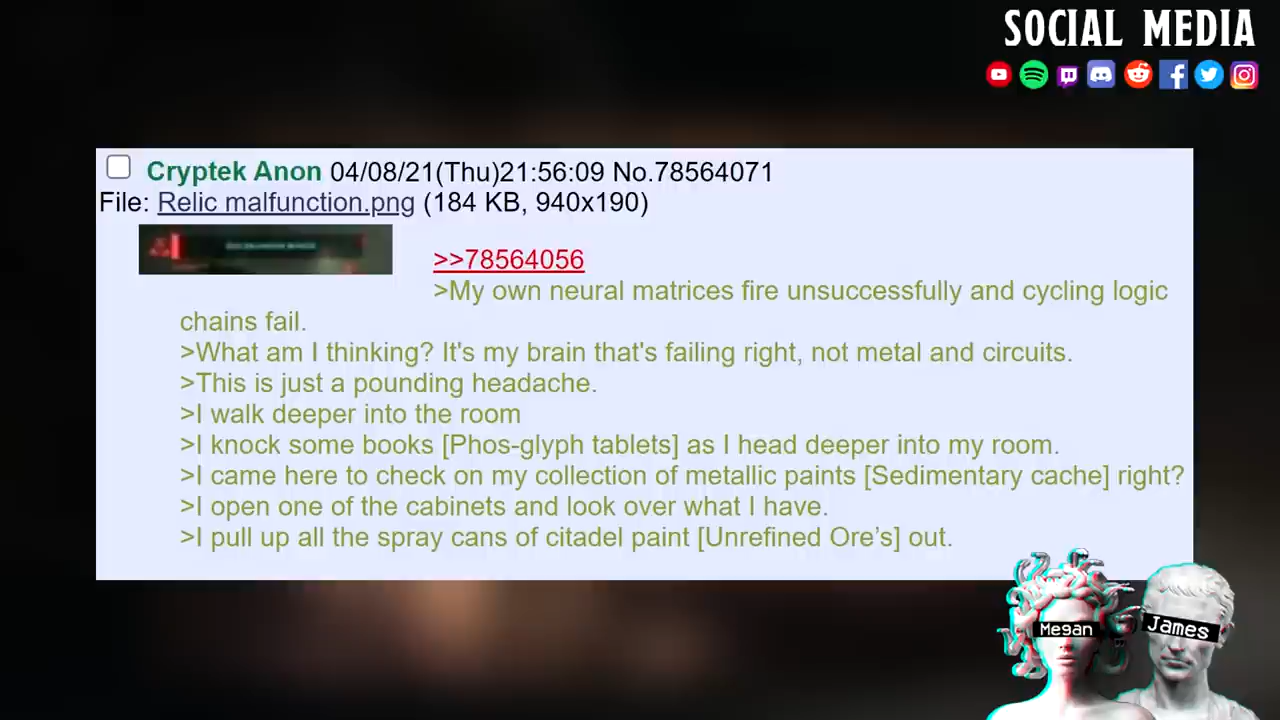 SOCIAL MEDIA
Cryptek Anon 04/08/21(Thu)21:56:09 No.78564071
File: Relic malfunction.png (184 KB, 940x190)
>>78564056
>My own neural matrices fire unsuccessfully and cycling logic
chains fail.
>What am I thinking? It's my brain that's failing right, not metal and circuits.
>This is just a pounding headache.
>I walk deeper into the room
>I knock some books [Phos-glyph tablets] as I head deeper into my room.
>I came here to check on my collection of metallic paints [Sedimentary cache] right?
>I open one of the cabinets and look over what I have.
>I pull up all the spray cans of citadel paint [Unrefined Ore’s] out.
Megan
James